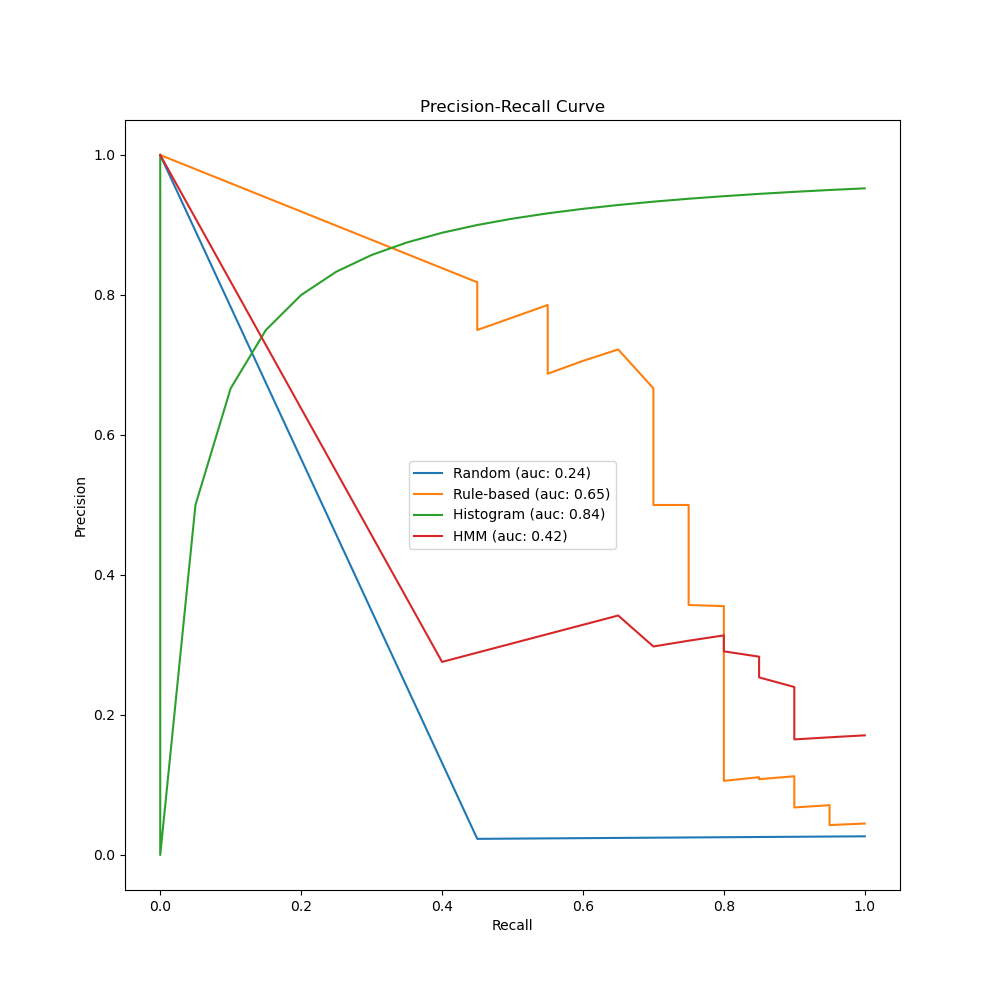 Precision-Recall Curve
1.0
0.8
0.6
0.4
0.2
0.0
Precision
Random (auc: 0.24)
Rule-based (auc: 0.65)
Histogram (auc: 0.84)
HMM (auc: 0.42)
0.0 0.2 0.4 0.6 0.8 1.0
Recall